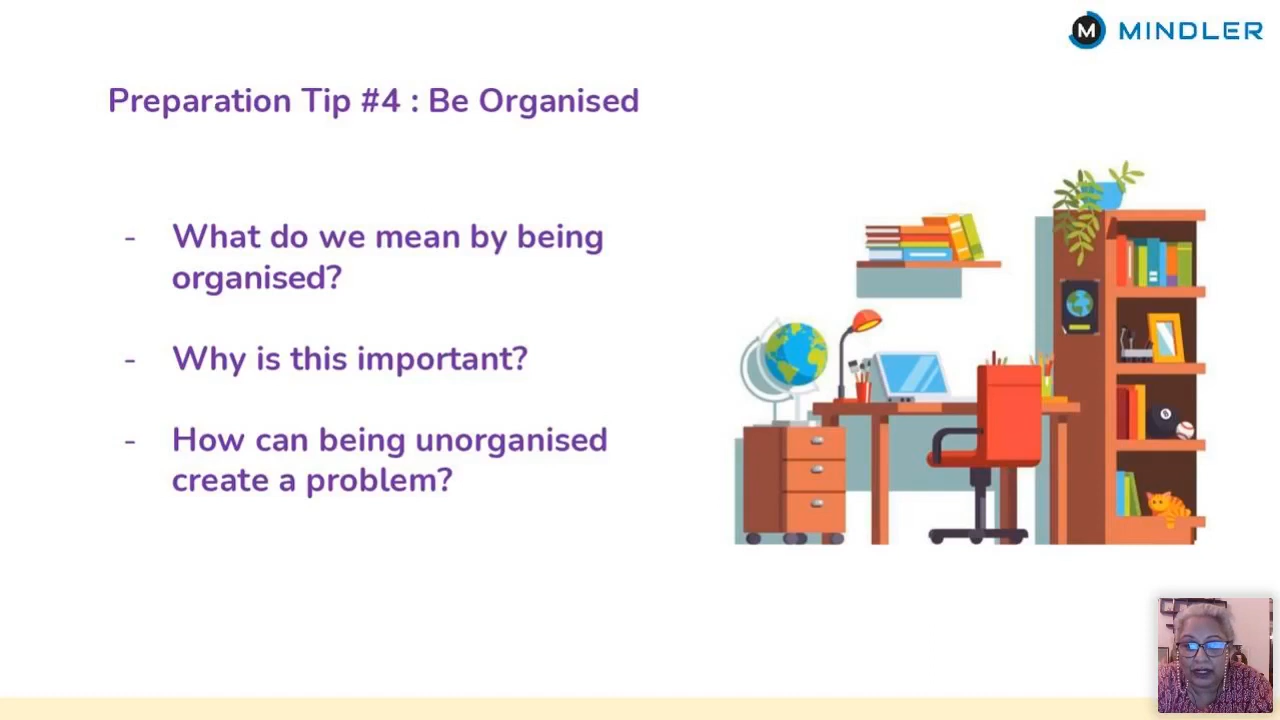 M MINDLER
Preparation Tip #4 : Be Organised
- What do we mean by being
organised?
- Why is this important?
- How can being unorganised
create a problem?